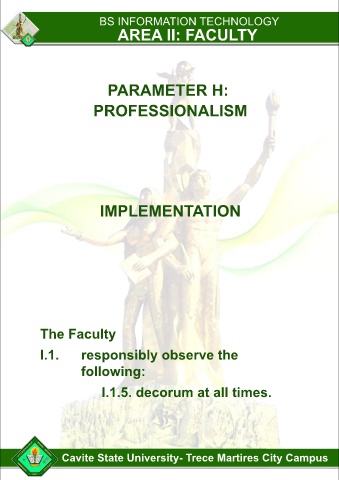 BS INFORMATION TECHNOLOGY
AREA II: FACULTY
PARAMETER H:
PROFESSIONALISM
IMPLEMENTATION
The Faculty
I.1. responsibly observe the
following:
I.1.5. decorum at all times.
Cavite State University- Trece Martires City Campus